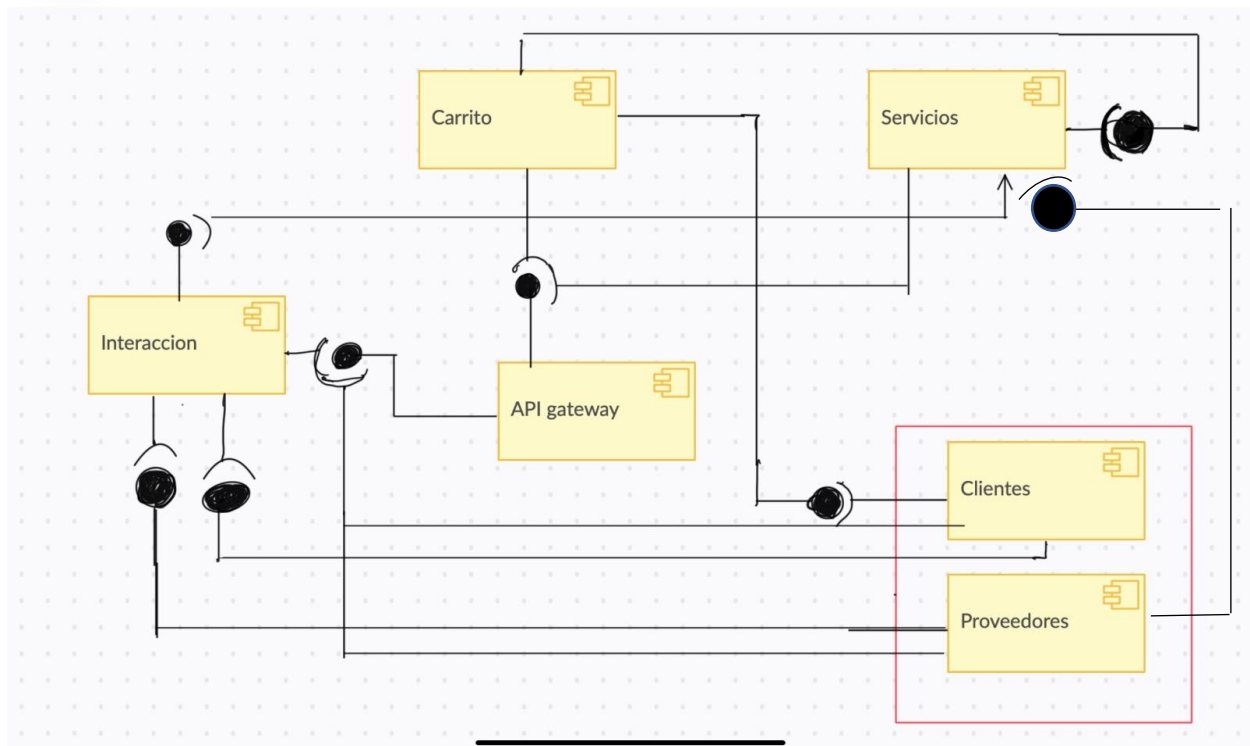 Carrito
Servicios
Interaccion
API gateway
Clientes
Proveedores